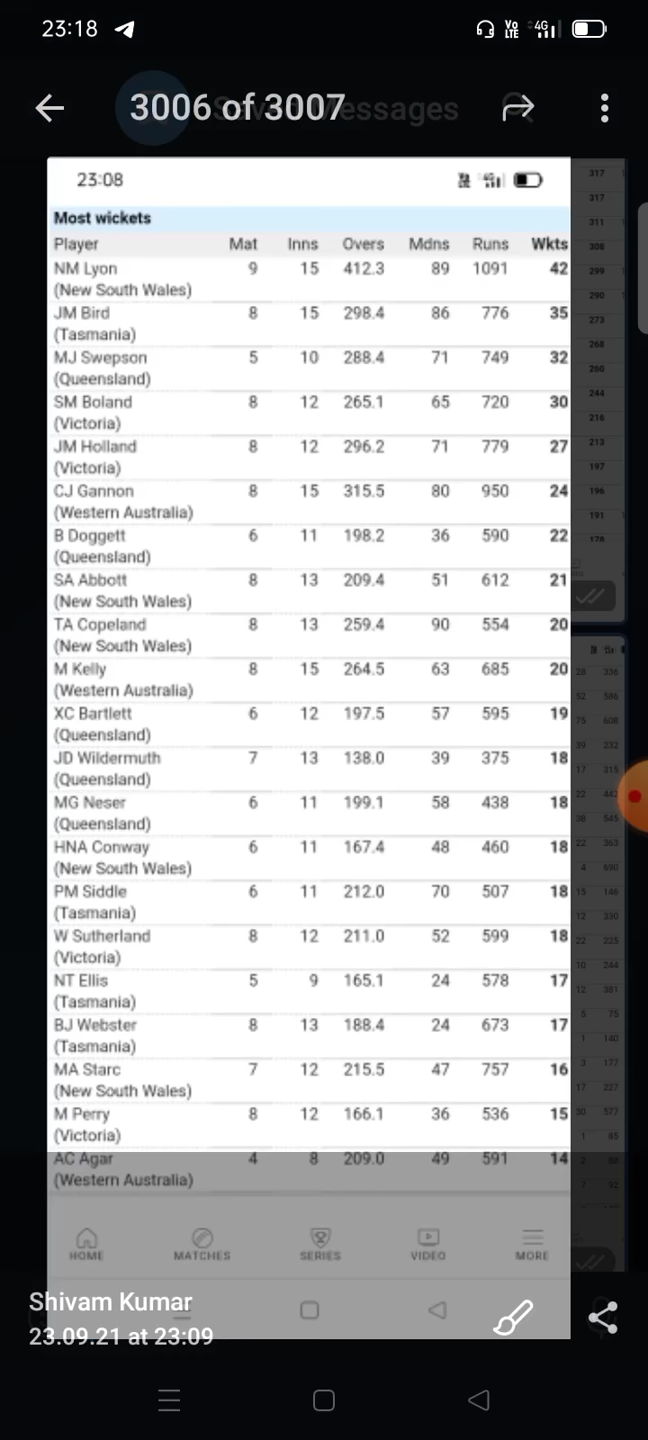 23:18
3006 of 3007
23:08
Most wickets
Player Mat Inns Overs Mdns Runs Wkts
NM Lyon 9 15 412.3 89 1091 42
(New South Wales)
JM Bird 8 15 298.4 86 776 35
(Tasmania)
MJ Swepson 5 10 288.4 71 749 32
(Queensland)
SM Boland 8 12 265.1 65 720 30
(Victoria)
JM Holland 8 12 296.2 71 779 27
(Victoria)
CJ Gannon 8 15 315.5 80 950 24
(Western Australia)
B Doggett 6 11 198.2 36 590 22
(Queensland)
SA Abbott 8 13 209.4 51 612 21
(New South Wales)
TA Copeland 8 13 259.4 90 554 20
(New South Wales)
M Kelly 8 15 264.5 63 685 20
(Western Australia)
XC Bartlett 6 12 197.5 57 595 19
(Queensland)
JD Wildermuth 7 13 138.0 39 375 18
(Queensland)
MG Neser 6 11 199.1 58 438 18
(Queensland)
HNA Conway 6 11 167.4 48 460 18
(New South Wales)
PM Siddle 6 11 212.0 70 507 18
(Tasmania)
W Sutherland 8 12 211.0 52 599 18
(Victoria)
NT Ellis 5 9 165.1 24 578 17
(Tasmania)
BJ Webster 8 13 188.4 24 673 17
(Tasmania)
MA Starc 7 12 215.5 47 757 16
(New South Wales)
M Perry 8 12 166.1 36 536 15
(Victoria)
AC Agar 4 8 209.0 49 591 14
(Western Australia)
HOME MATCHES SERIES VIDEO MORE
Shivam Kumar
23.09.21 at 23:09